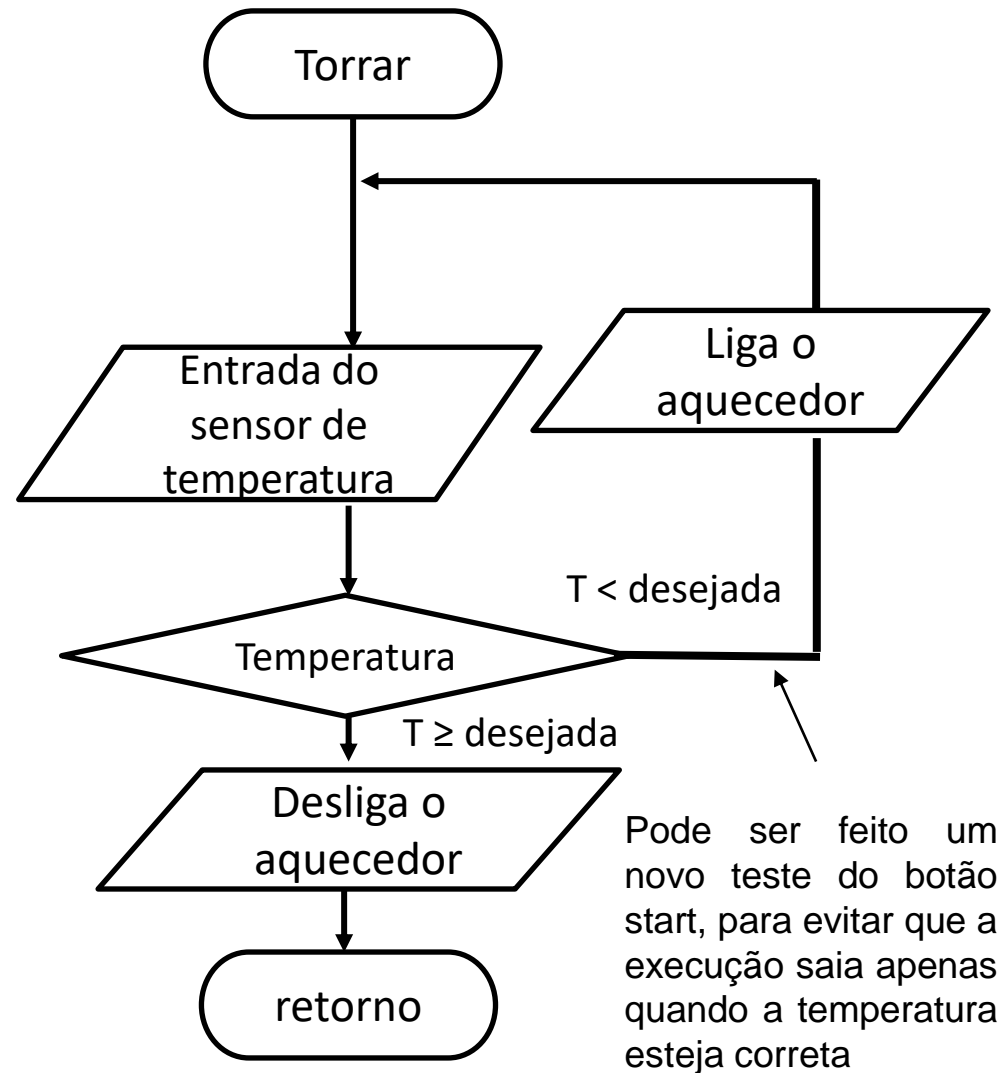 Torrar
Entrada do
sensor de
temperatura
Liga o
aquecedor
T < desejada
Temperatura
T ≥ desejada
Desliga o
aquecedor
retorno
Pode ser feito um
novo teste do botão
start, para evitar que a
execução saia apenas
quando a temperatura
esteja correta